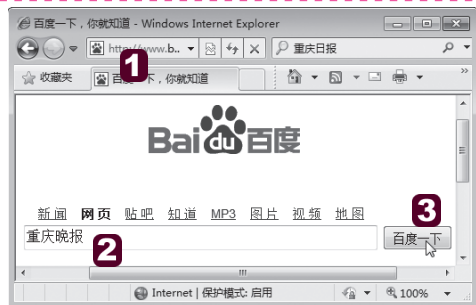 百度一下，你就知道 - Windows Internet Explorer
http://www.b..
重庆日报
收藏夹
百度一下，你就知道
1
Bai du 百度
新闻 网页 贴吧 知道 MP3 图片 视频 地图
3
重庆晚报
百度一下
2
Internet | 保护模式: 启用
100%